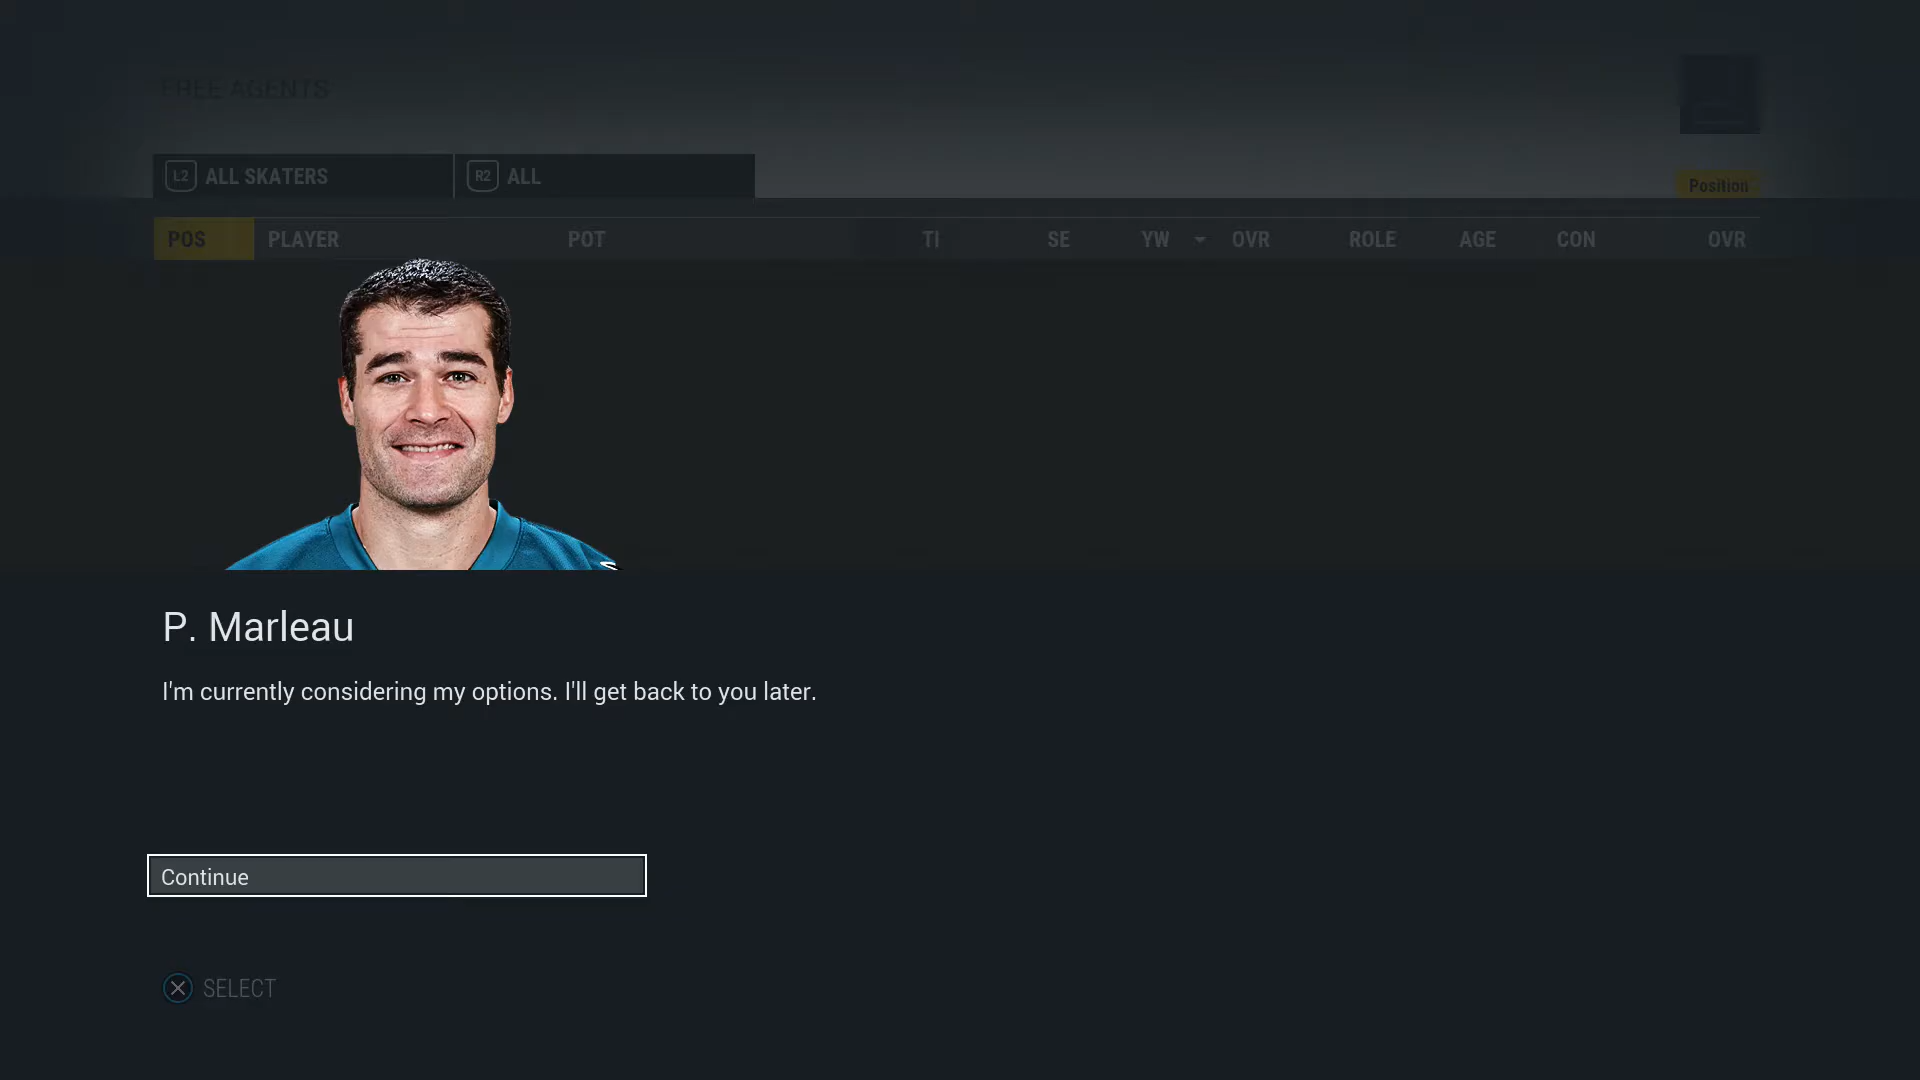 FREE AGENTS
L2 ALL SKATERS R2 ALL
Position
POS PLAYER POT TI SE YW OVR ROLE AGE CON OVR
P. Marleau
I'm currently considering my options. I'll get back to you later.
Continue
SELECT